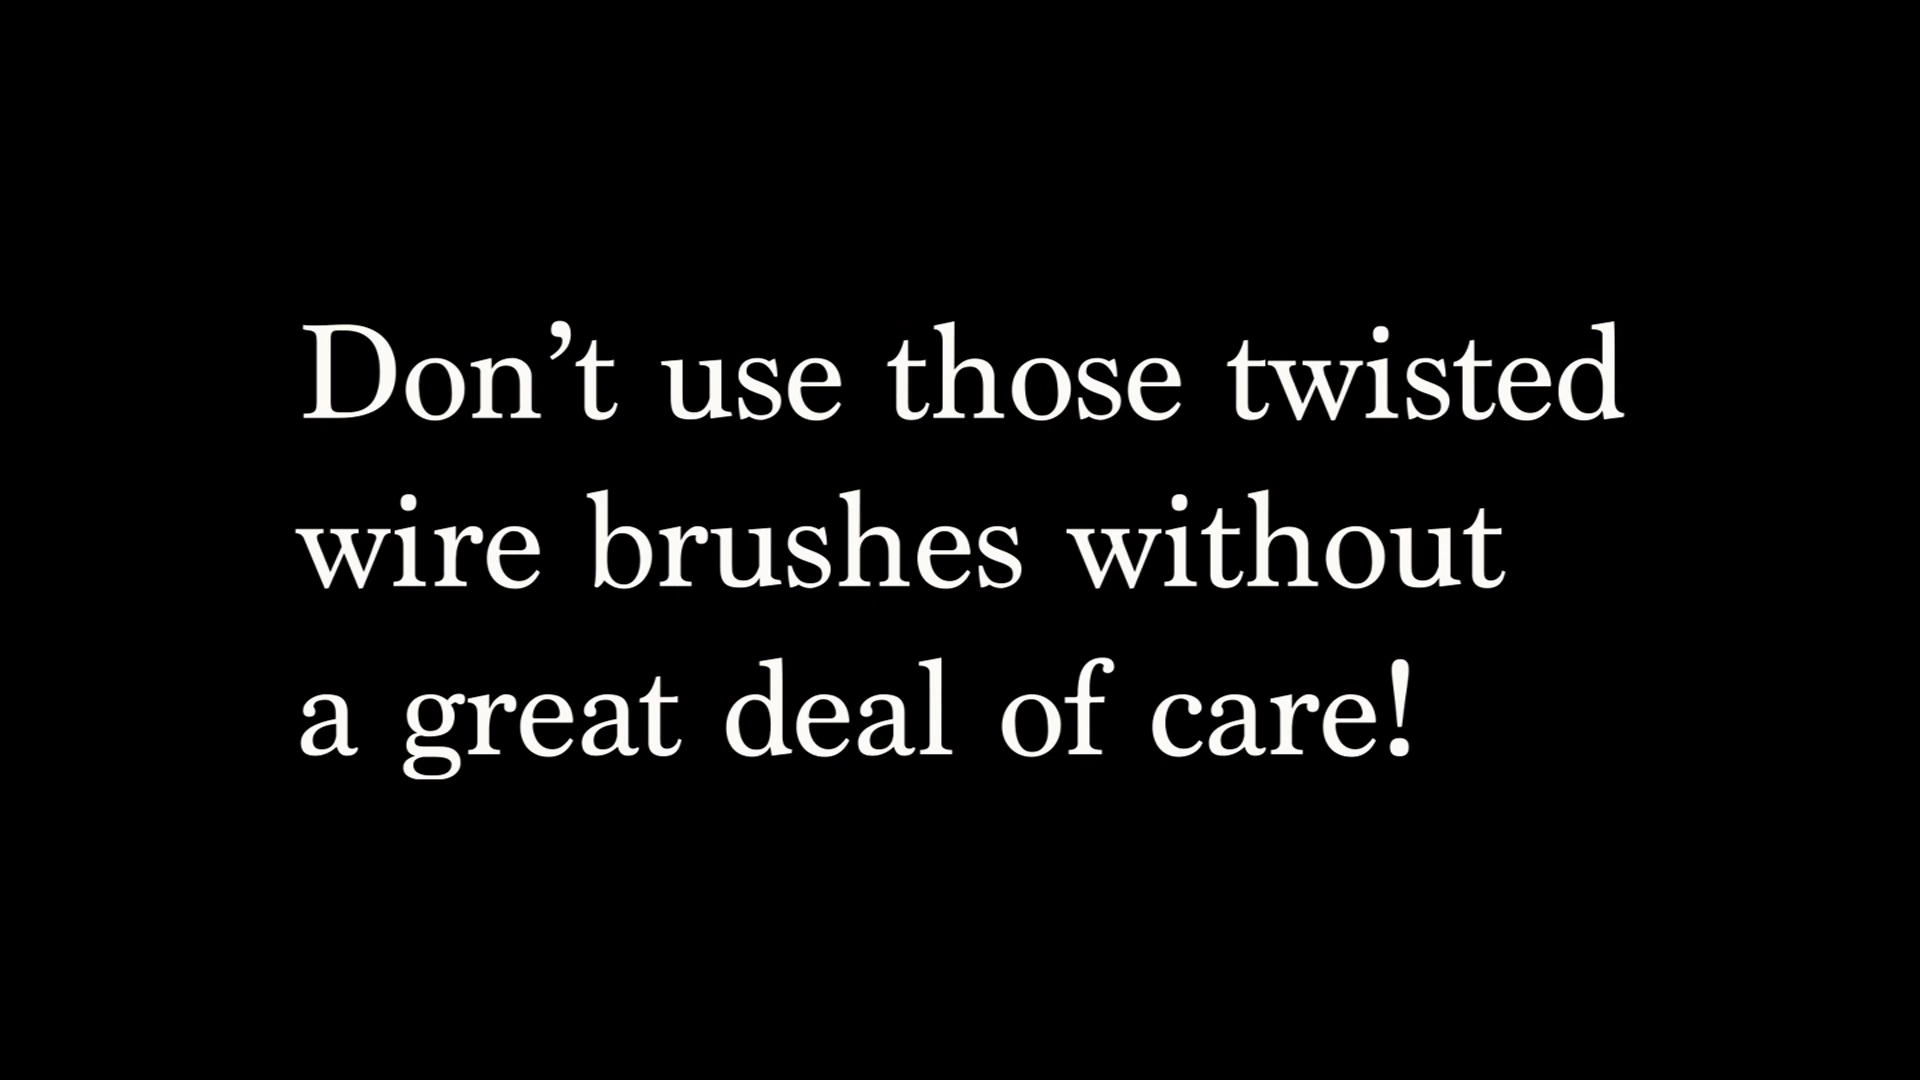 Don’t use those twisted
wire brushes without
a great deal of care!